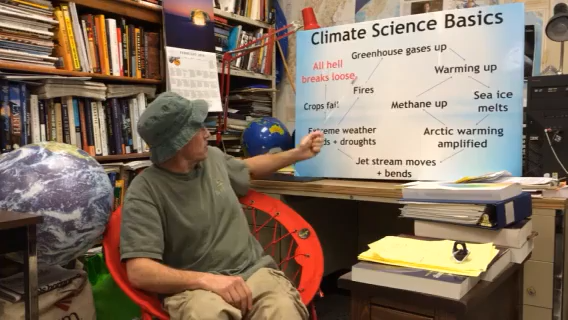 Climate Science Basics
Greenhouse gases up
All hell
breaks loose
Warming up
Fires
Sea ice
melts
Crops fail
Methane up
Extreme weather
+ droughts
Arctic warming
amplified
Jet stream moves
+ bends